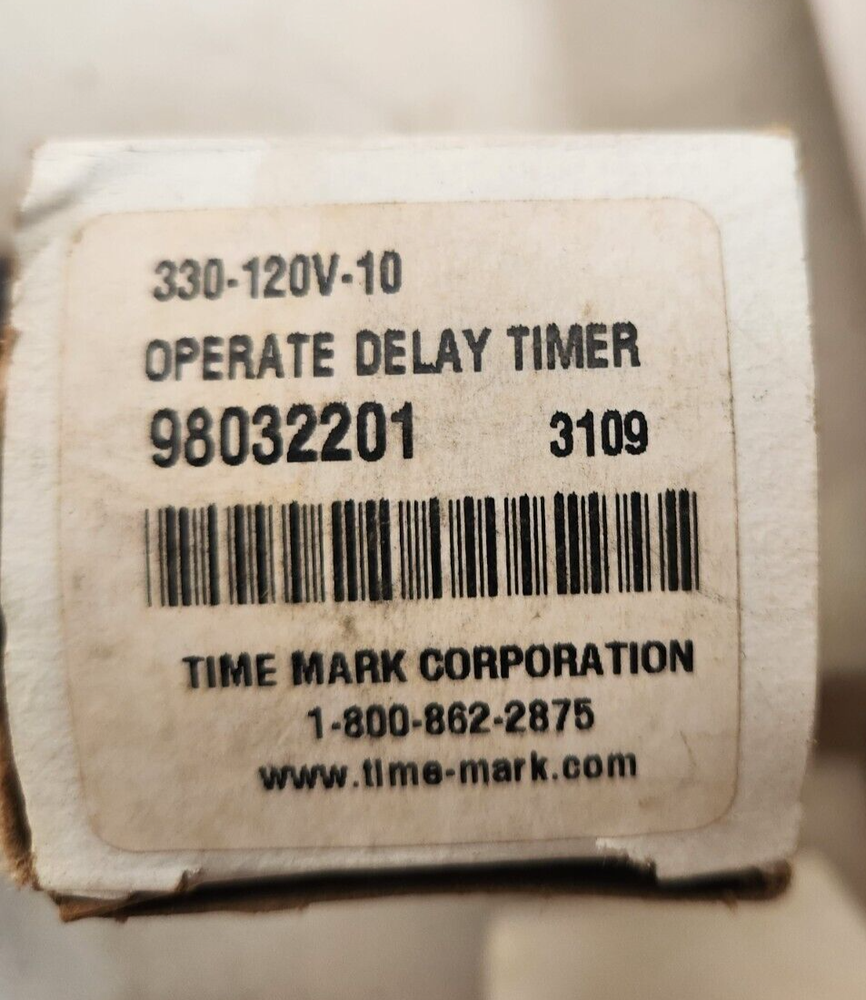 330-120V-10
OPERATE DELAY TIMER
98032201 3109
TIME MARK CORPORATION
1-800-862-2875
www.time-mark.com